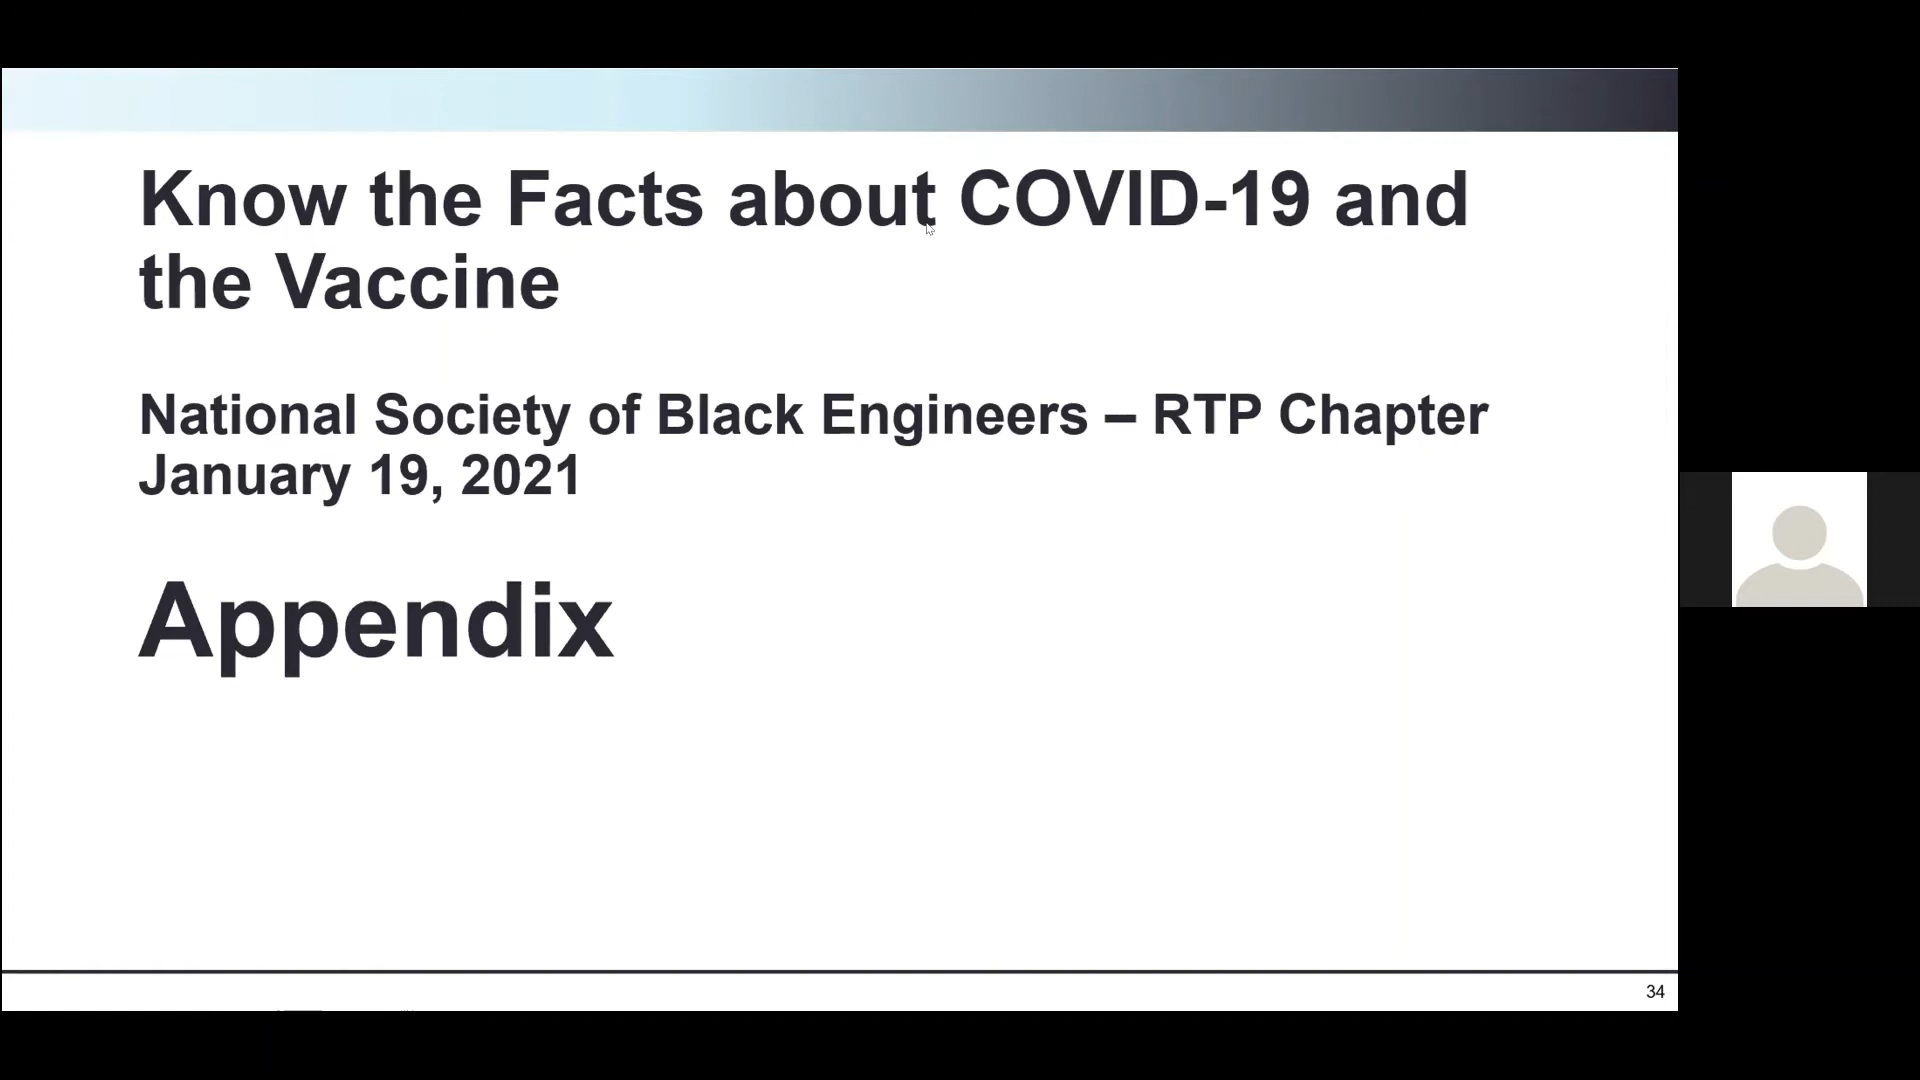 Know the Facts about COVID-19 and
the Vaccine
National Society of Black Engineers – RTP Chapter
January 19, 2021
Appendix
34